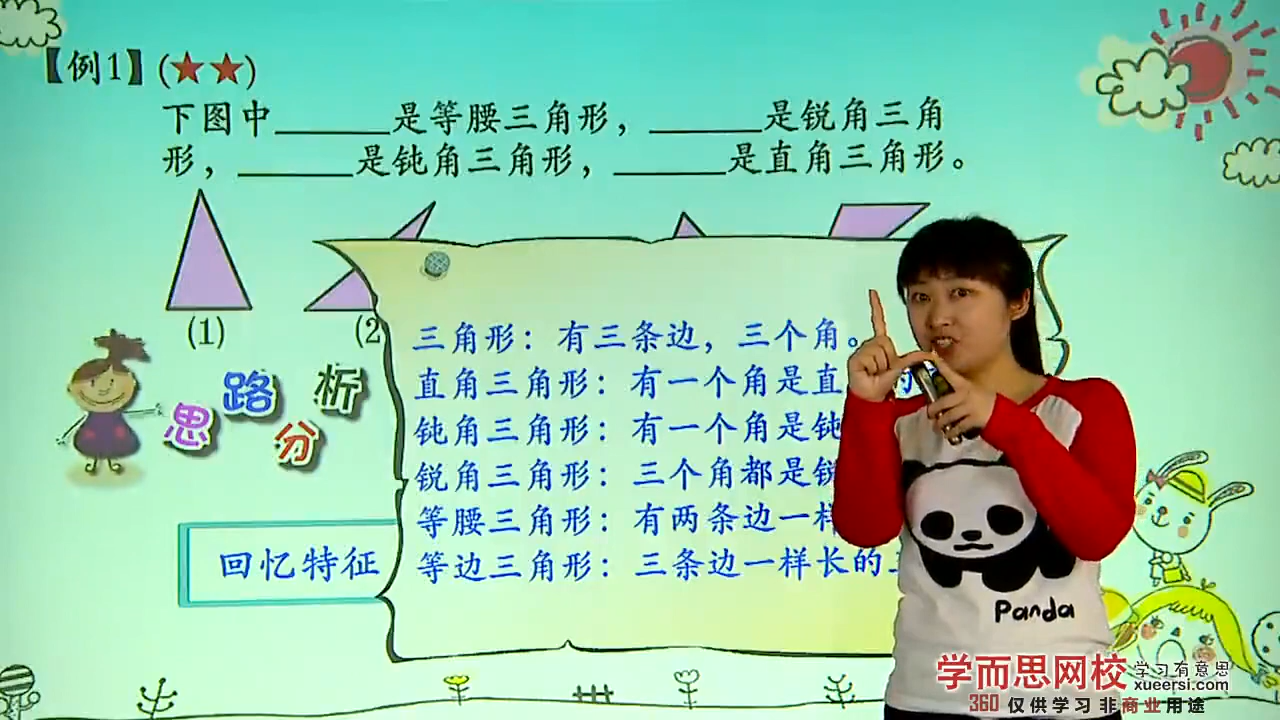 【例1】(★★)
下图中______是等腰三角形，______是锐角三角
形，______是钝角三角形，______是直角三角形。
(1)
(2
三角形：有三条边，三个角。
直角三角形：有一个角是直
钝角三角形：有一个角是钝
锐角三角形：三个角都是锐
等腰三角形：有两条边一样
等边三角形：三条边一样长的
思路分析
回忆特征
Panda
学而思网校 学习有意思
xueersi.com
360 仅供学习 非商业用途